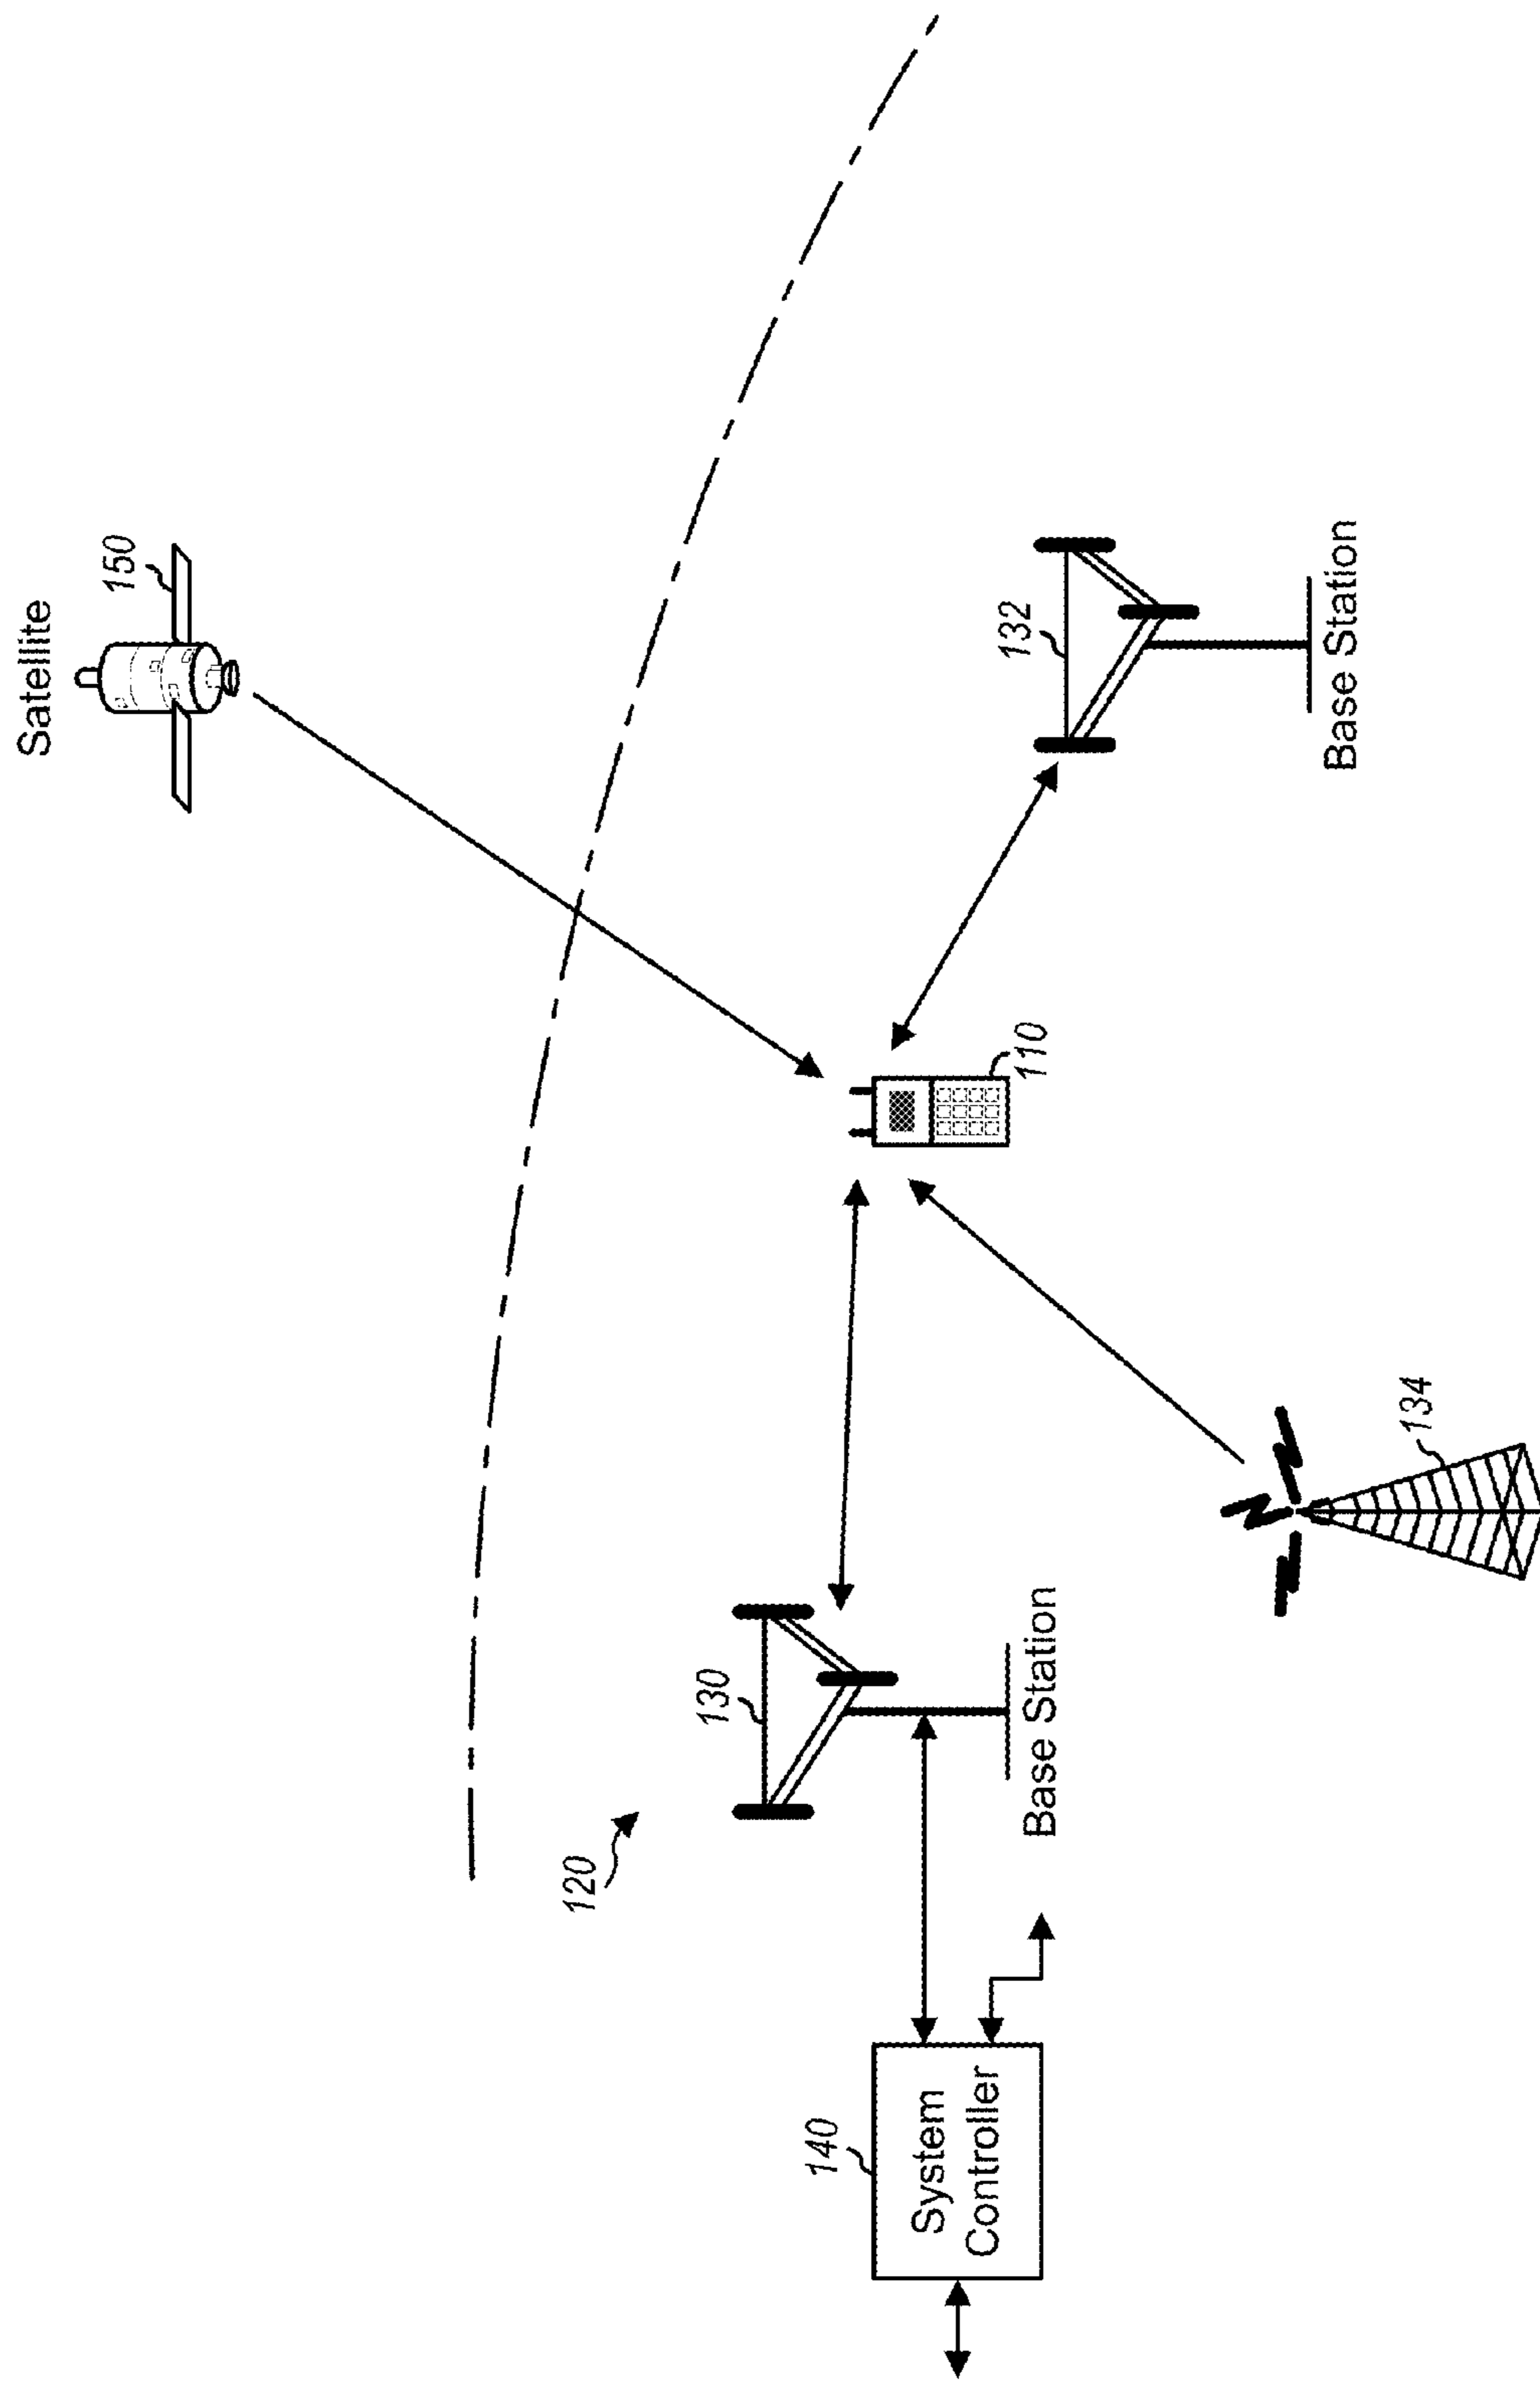 Satellite
150
120
130
132
140
System
Controller
110
Base Station
Base Station
134